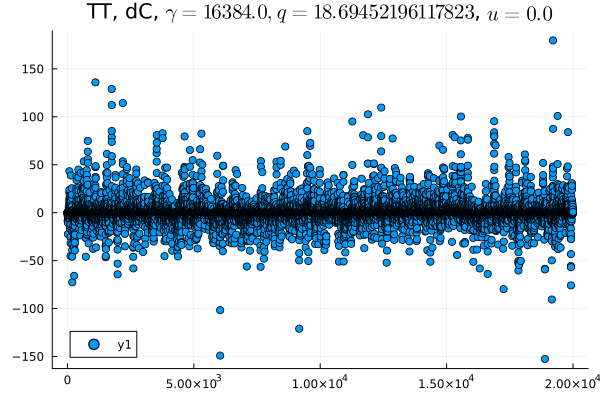 TT, dC, γ = 16384.0, q = 18.69452196117823, u = 0.0
150
100
50
0
−50
−100
−150
y1
0 5.00×10³ 1.00×10⁴ 1.50×10⁴ 2.00×10⁴